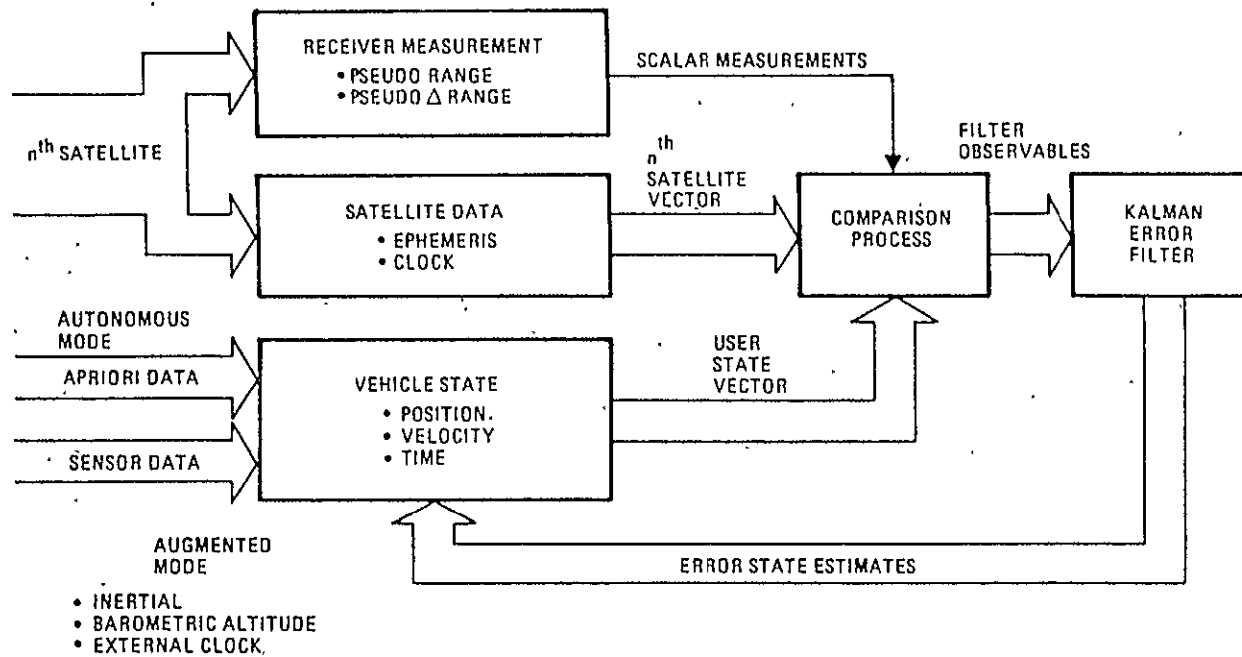 RECEIVER MEASUREMENT
• PSEUDO RANGE
• PSEUDO Δ RANGE
SCALAR MEASUREMENTS
nth SATELLITE
SATELLITE DATA
• EPHEMERIS
• CLOCK
nth
SATELLITE
VECTOR
COMPARISON
PROCESS
FILTER
OBSERVABLES
KALMAN
ERROR
FILTER
AUTONOMOUS
MODE
APRIORI DATA
SENSOR DATA
VEHICLE STATE
• POSITION.
• VELOCITY
• TIME
USER
STATE
VECTOR
ERROR STATE ESTIMATES
AUGMENTED
MODE
• INERTIAL
• BAROMETRIC ALTITUDE
• EXTERNAL CLOCK,